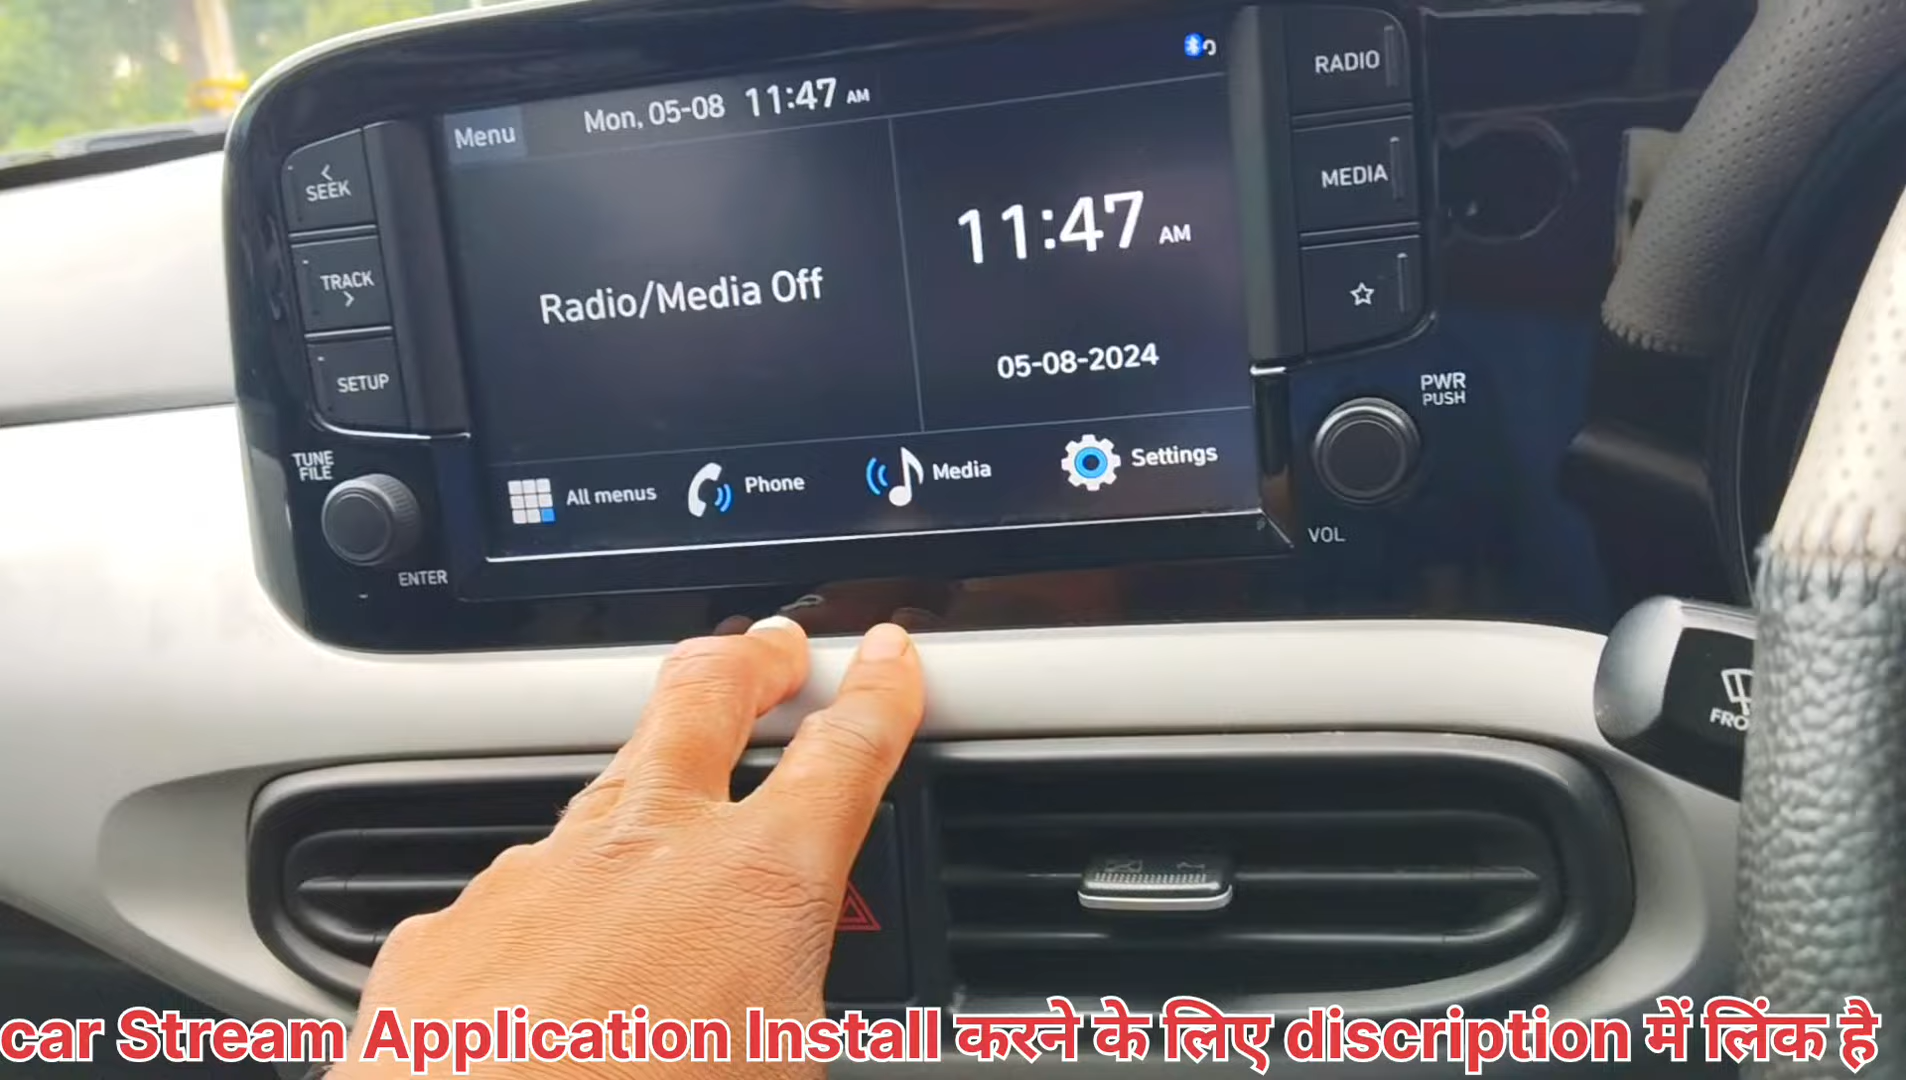 Menu
Mon, 05-08 11:47 AM
Radio/Media Off
11:47 AM
05-08-2024
All menus
Phone
Media
Settings
SEEK
TRACK
SETUP
TUNE
FILE
ENTER
RADIO
MEDIA
PWR
PUSH
VOL
FRO
car Stream Application Install करने के लिए discription में लिंक है